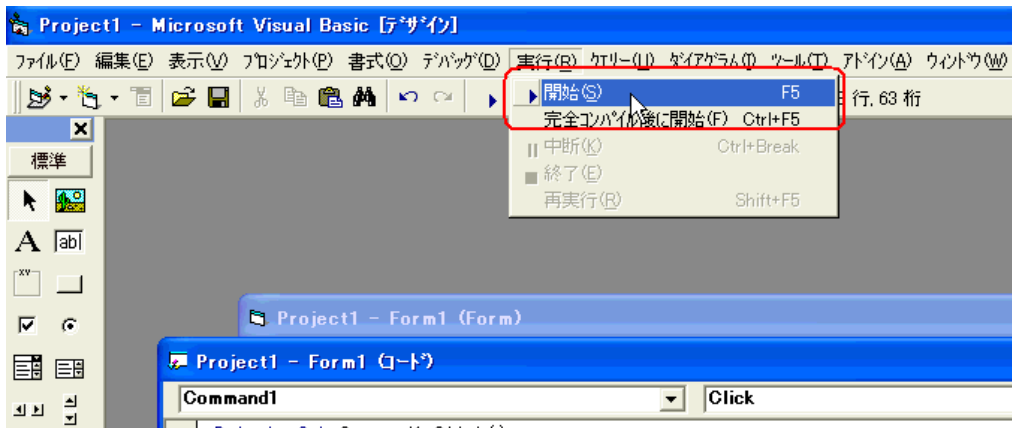 Project1 - Microsoft Visual Basic [ﾃﾞｻﾞｲﾝ]
ﾌｧｲﾙ(F) 編集(E) 表示(V) ﾌﾟﾛｼﾞｪｸﾄ(P) 書式(O) ﾃﾞﾊﾞｯｸﾞ(D) 実行(R) ｸｴﾘｰ(U) ﾀﾞｲｱｸﾞﾗﾑ(I) ﾂｰﾙ(T) ｱﾄﾞｲﾝ(A) ｳｨﾝﾄﾞｳ(W)
開始(S) F5
行, 63 桁
完全ｺﾝﾊﾟｲﾙ後に開始(F) Ctrl+F5
中断(K) Ctrl+Break
標準
終了(E)
再実行(R) Shift+F5
A
abl
xy
Project1 - Form1 (Form)
Project1 - Form1 (ｺｰﾄﾞ)
Command1
Click